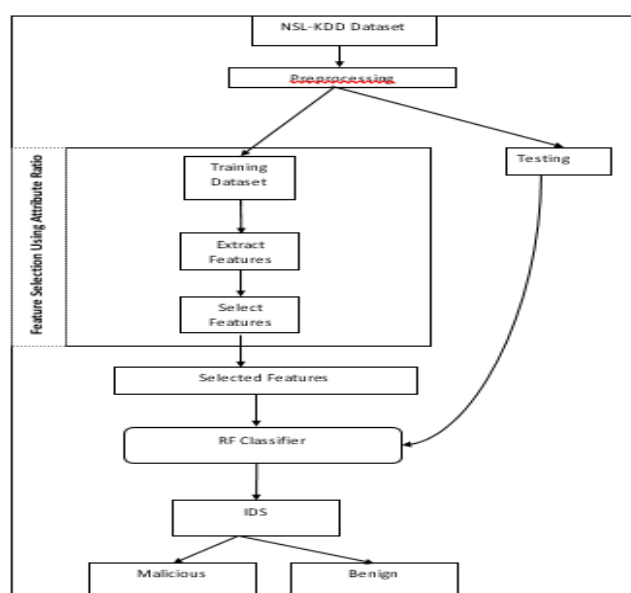 NSL-KDD Dataset
Preprocessing
Feature Selection Using Attribute Ratio
Training
Dataset
Testing
Extract
Features
Select
Features
Selected Features
RF Classifier
IDS
Malicious
Benign